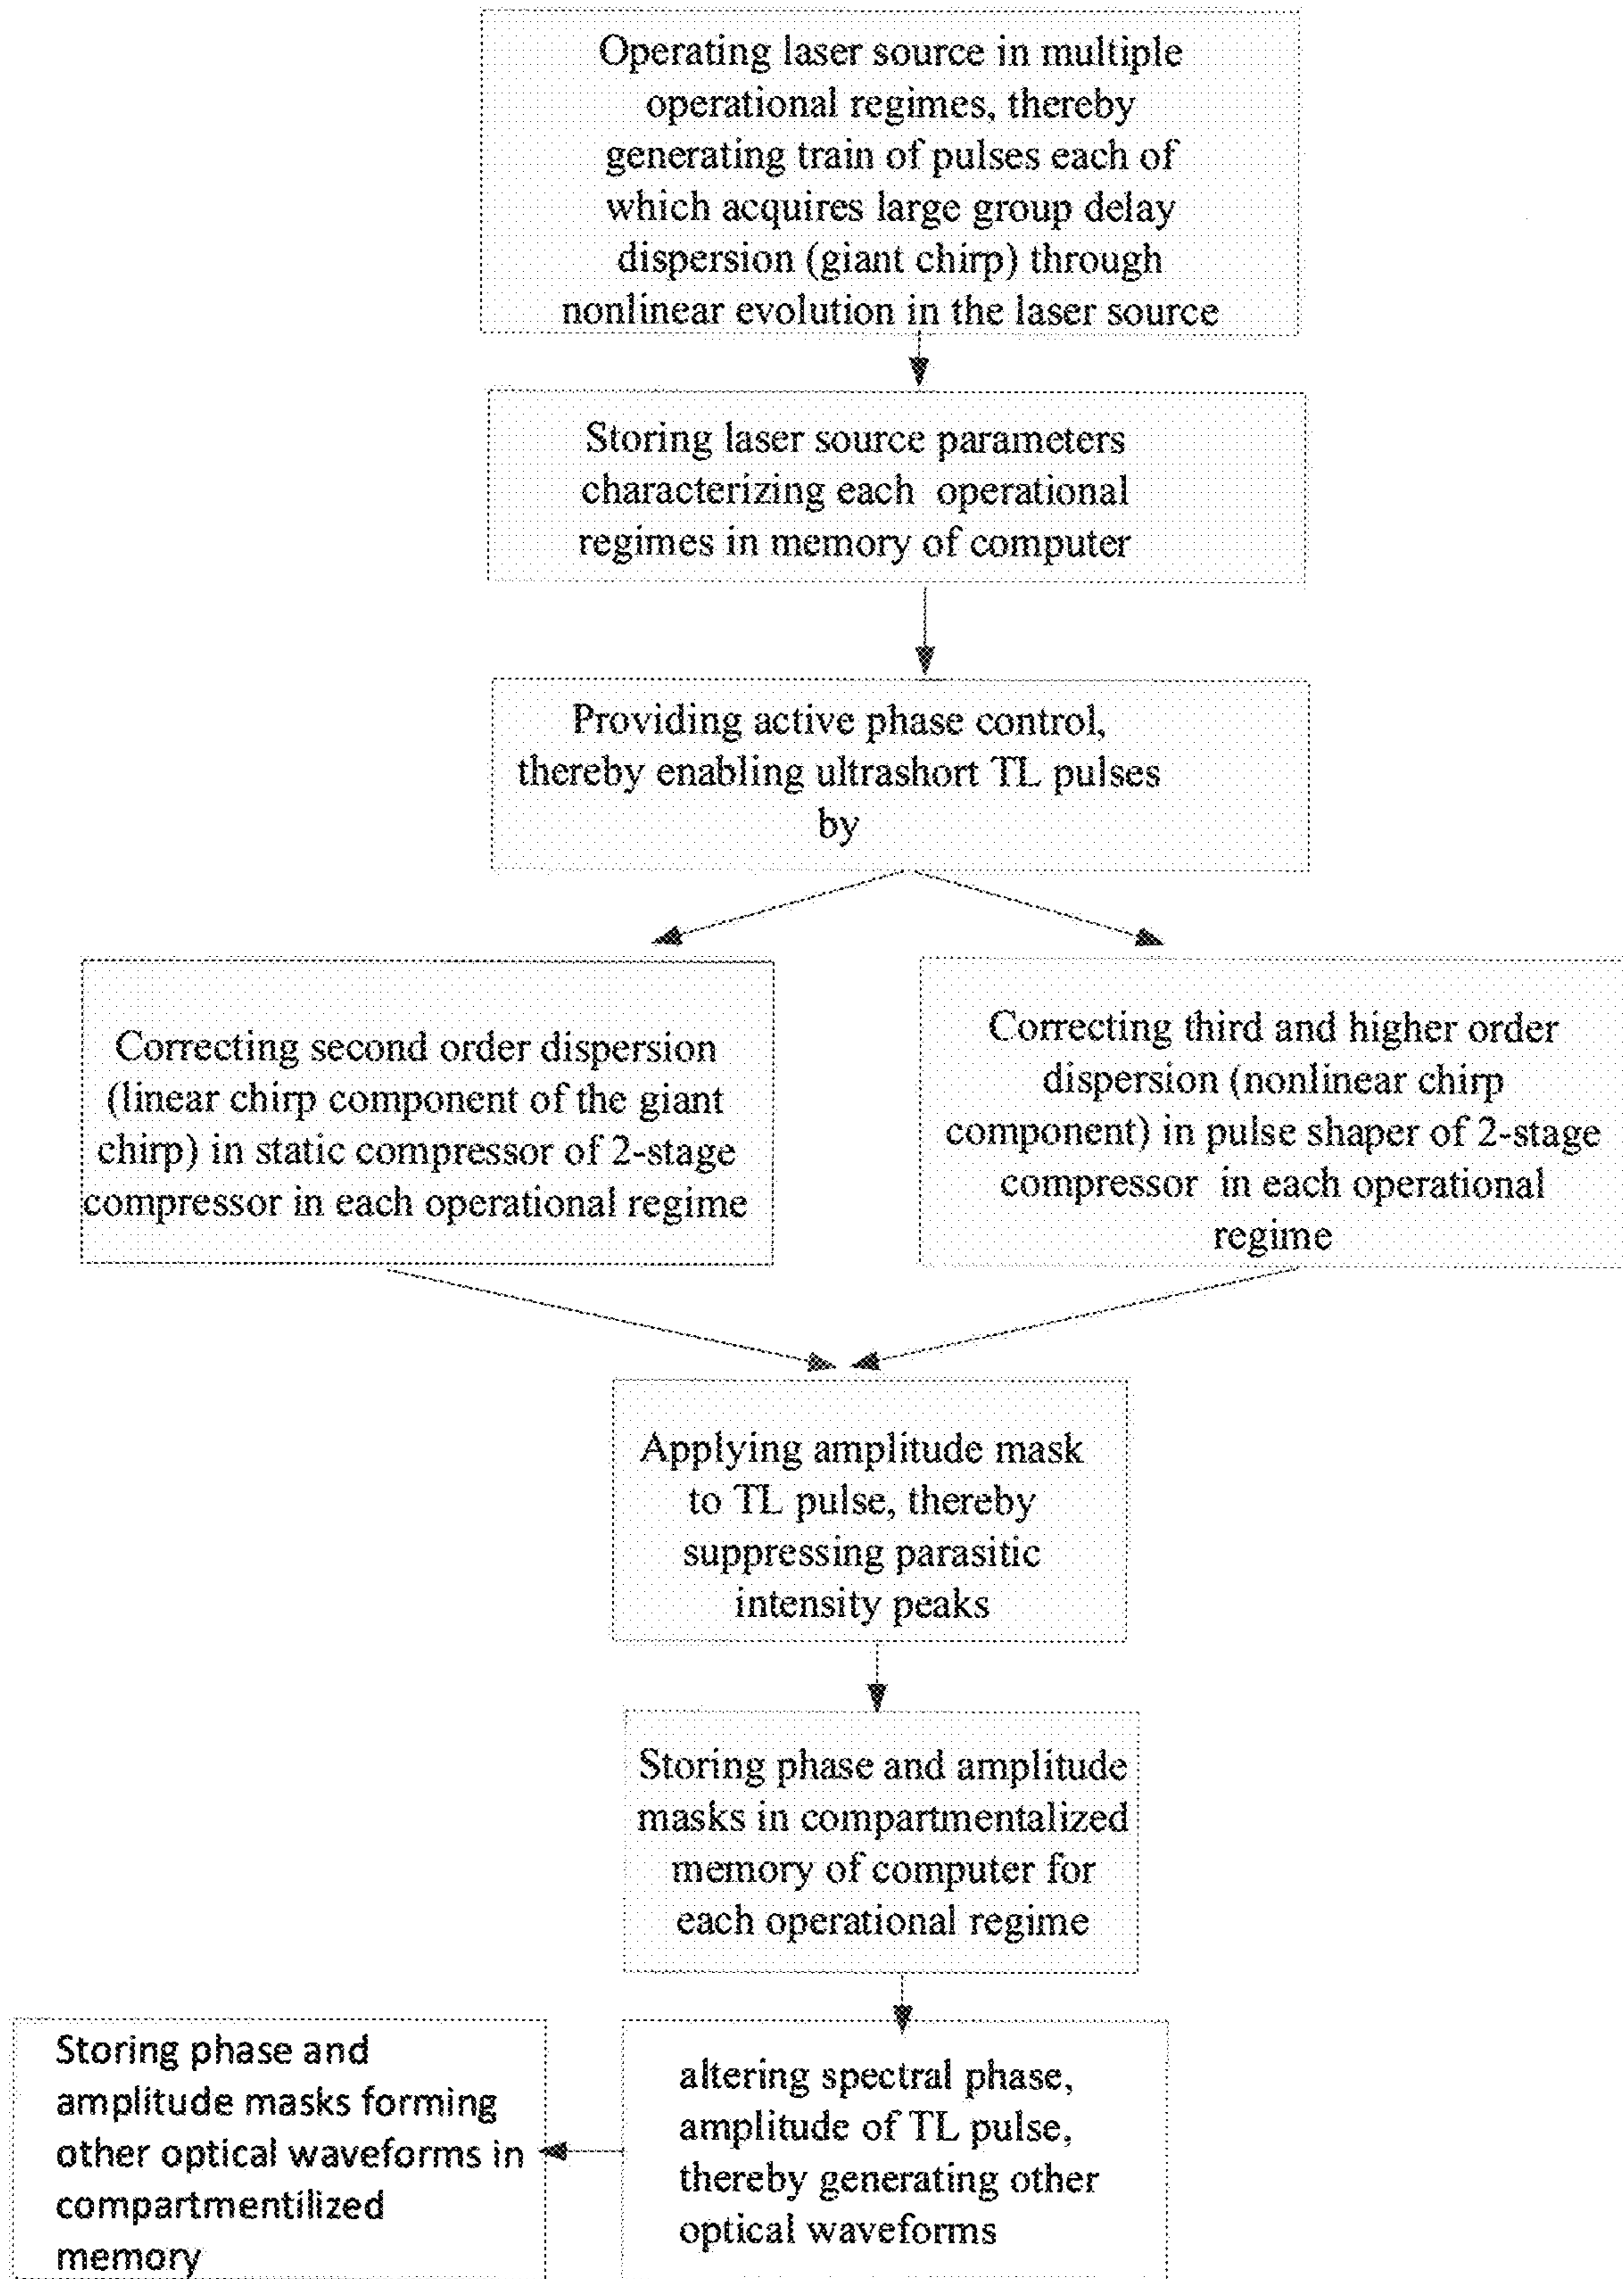 Operating laser source in multiple
operational regimes, thereby
generating train of pulses each of
which acquires large group delay
dispersion (giant chirp) through
nonlinear evolution in the laser source
Storing laser source parameters
characterizing each operational
regimes in memory of computer
Providing active phase control,
thereby enabling ultrashort TL pulses
by
Correcting second order dispersion
(linear chirp component of the giant
chirp) in static compressor of 2-stage
compressor in each operational regime
Correcting third and higher order
dispersion (nonlinear chirp
component) in pulse shaper of 2-stage
compressor in each operational
regime
Applying amplitude mask
to TL pulse, thereby
suppressing parasitic
intensity peaks
Storing phase and amplitude
masks in compartmentalized
memory of computer for
each operational regime
altering spectral phase,
amplitude of TL pulse,
thereby generating other
optical waveforms
Storing phase and
amplitude masks forming
other optical waveforms in
compartmentilized
memory